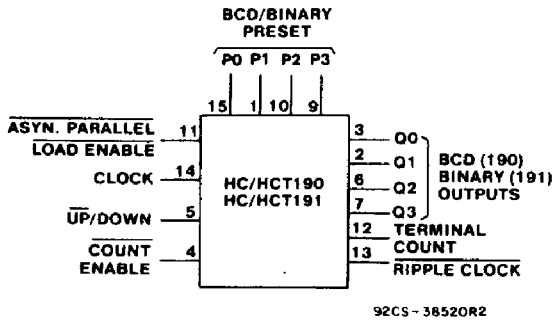 BCD/BINARY
PRESET
P0 P1 P2 P3
15 1 10 9
ASYN. PARALLEL 11
LOAD ENABLE
CLOCK 14
UP/DOWN 5
COUNT 4
ENABLE
HC/HCT190
HC/HCT191
3 Q0
2 Q1
6 Q2
7 Q3
BCD (190)
BINARY (191)
OUTPUTS
12 TERMINAL
COUNT
13 RIPPLE CLOCK
92CS-38520R2